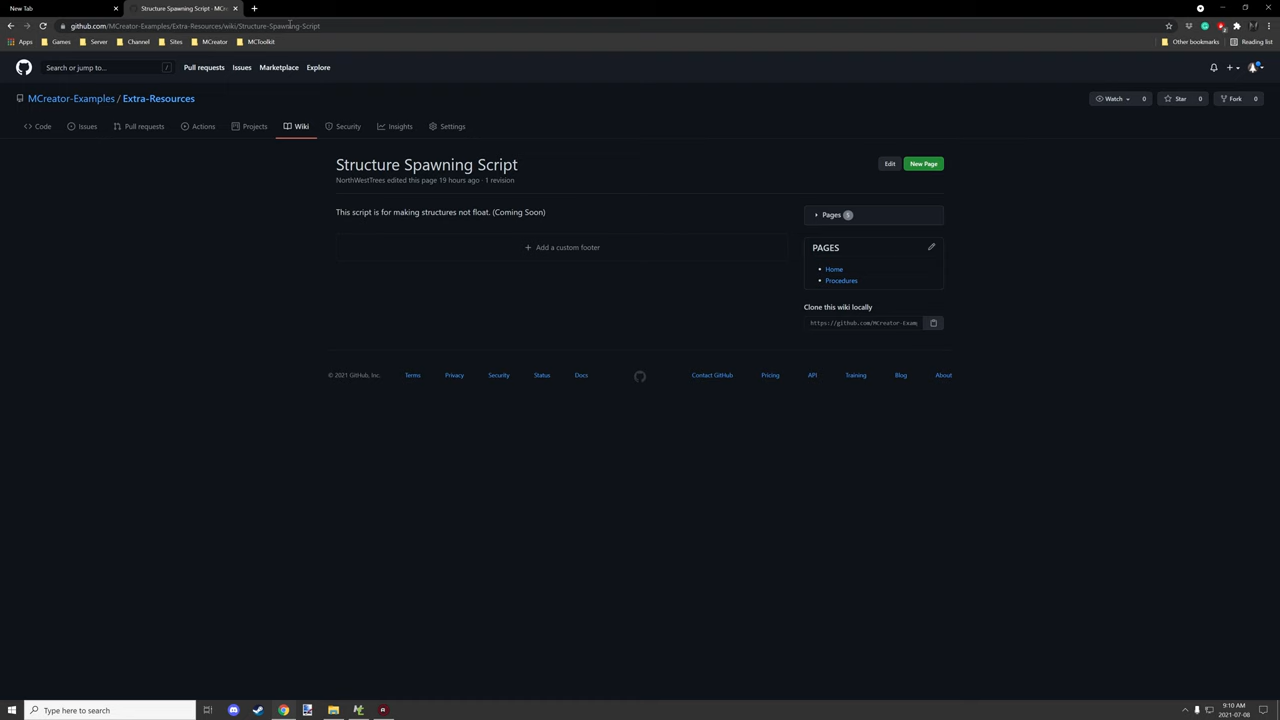 New Tab
Structure Spawning Script · MCr
github.com/MCreator-Examples/Extra-Resources/wiki/Structure-Spawning-Script
Apps
Games
Server
Channel
Sites
MCreator
MCToolkit
Other bookmarks
Reading list
Search or jump to...
/
Pull requests
Issues
Marketplace
Explore
MCreator-Examples / Extra-Resources
Watch
0
Star
0
Fork
0
Code
Issues
Pull requests
Actions
Projects
Wiki
Security
Insights
Settings
Structure Spawning Script
Edit
New Page
NorthWestTrees edited this page 19 hours ago · 1 revision
This script is for making structures not float. (Coming Soon)
+ Add a custom footer
Pages 5
PAGES
Home
Procedures
Clone this wiki locally
https://github.com/MCreator-Examp
© 2021 GitHub, Inc.
Terms
Privacy
Security
Status
Docs
Contact GitHub
Pricing
API
Training
Blog
About
Type here to search
9:10 AM
2021-07-08